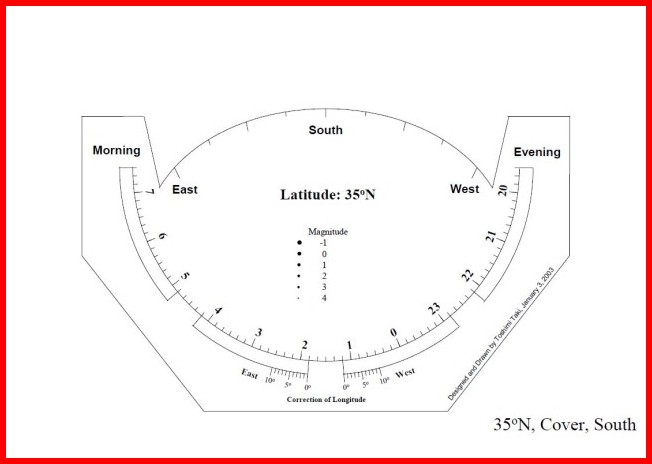 South
Morning
Evening
East
West
Latitude: 35°N
Magnitude
-1
0
1
2
3
4
7
6
5
4
3
2
1
0
23
22
21
20
East
10° 5° 0°
0° 5° 10°
West
Correction of Longitude
Designed and Drawn by Toshimi Taki, January 3, 2003
35°N, Cover, South